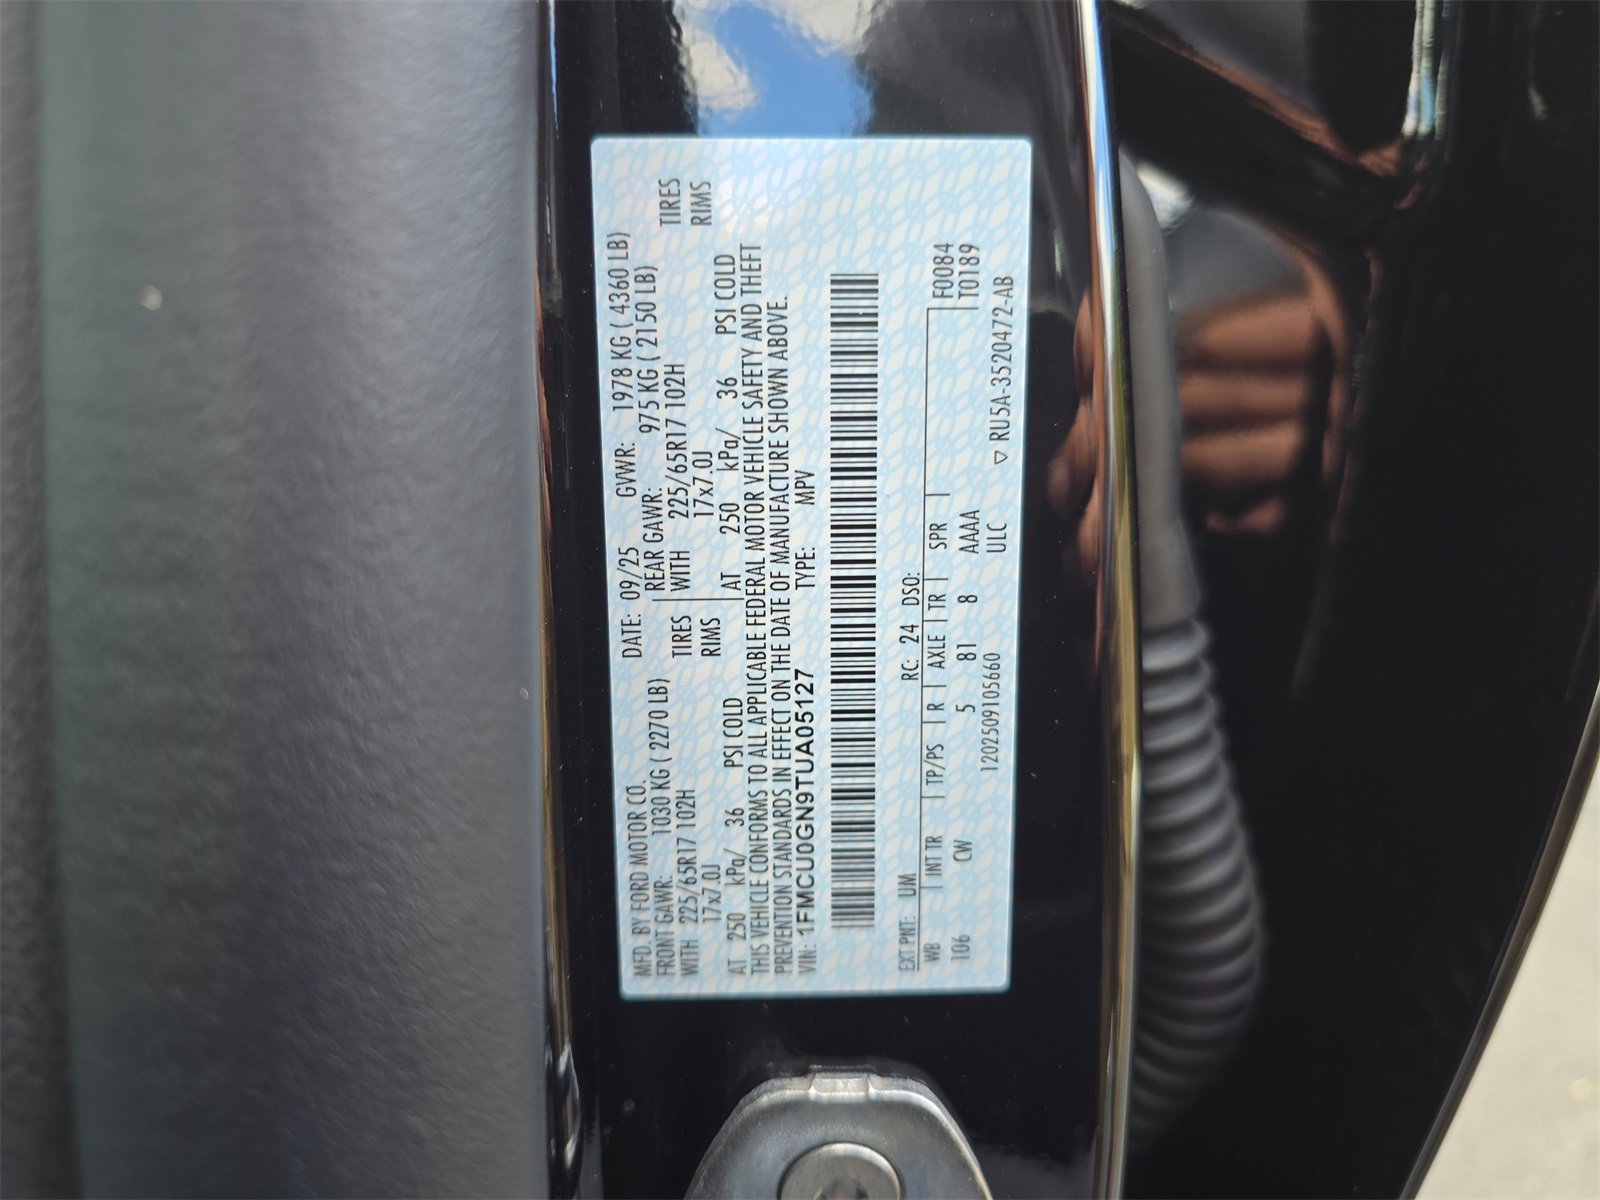 MFD. BY FORD MOTOR CO. DATE: 09/25 GVWR: 1978 KG ( 4360 LB)
FRONT GAWR: 1030 KG ( 2270 LB) REAR GAWR: 975 KG ( 2150 LB)
WITH 225/65R17 102H TIRES WITH 225/65R17 102H TIRES
17x7.0J RIMS 17x7.0J RIMS
AT 250 kPa/ 36 PSI COLD AT 250 kPa/ 36 PSI COLD
THIS VEHICLE CONFORMS TO ALL APPLICABLE FEDERAL MOTOR VEHICLE SAFETY AND THEFT
PREVENTION STANDARDS IN EFFECT ON THE DATE OF MANUFACTURE SHOWN ABOVE.
VIN: 1FMCU0GN9TUA05127 TYPE: MPV
EXT PNT: UM RC: 24 DSO: F0084
WB INT TR TP/PS R AXLE TR SPR T0189
106 CW 5 81 8 AAAA
1202509105660 ULC ▽ RU5A-3520472-AB